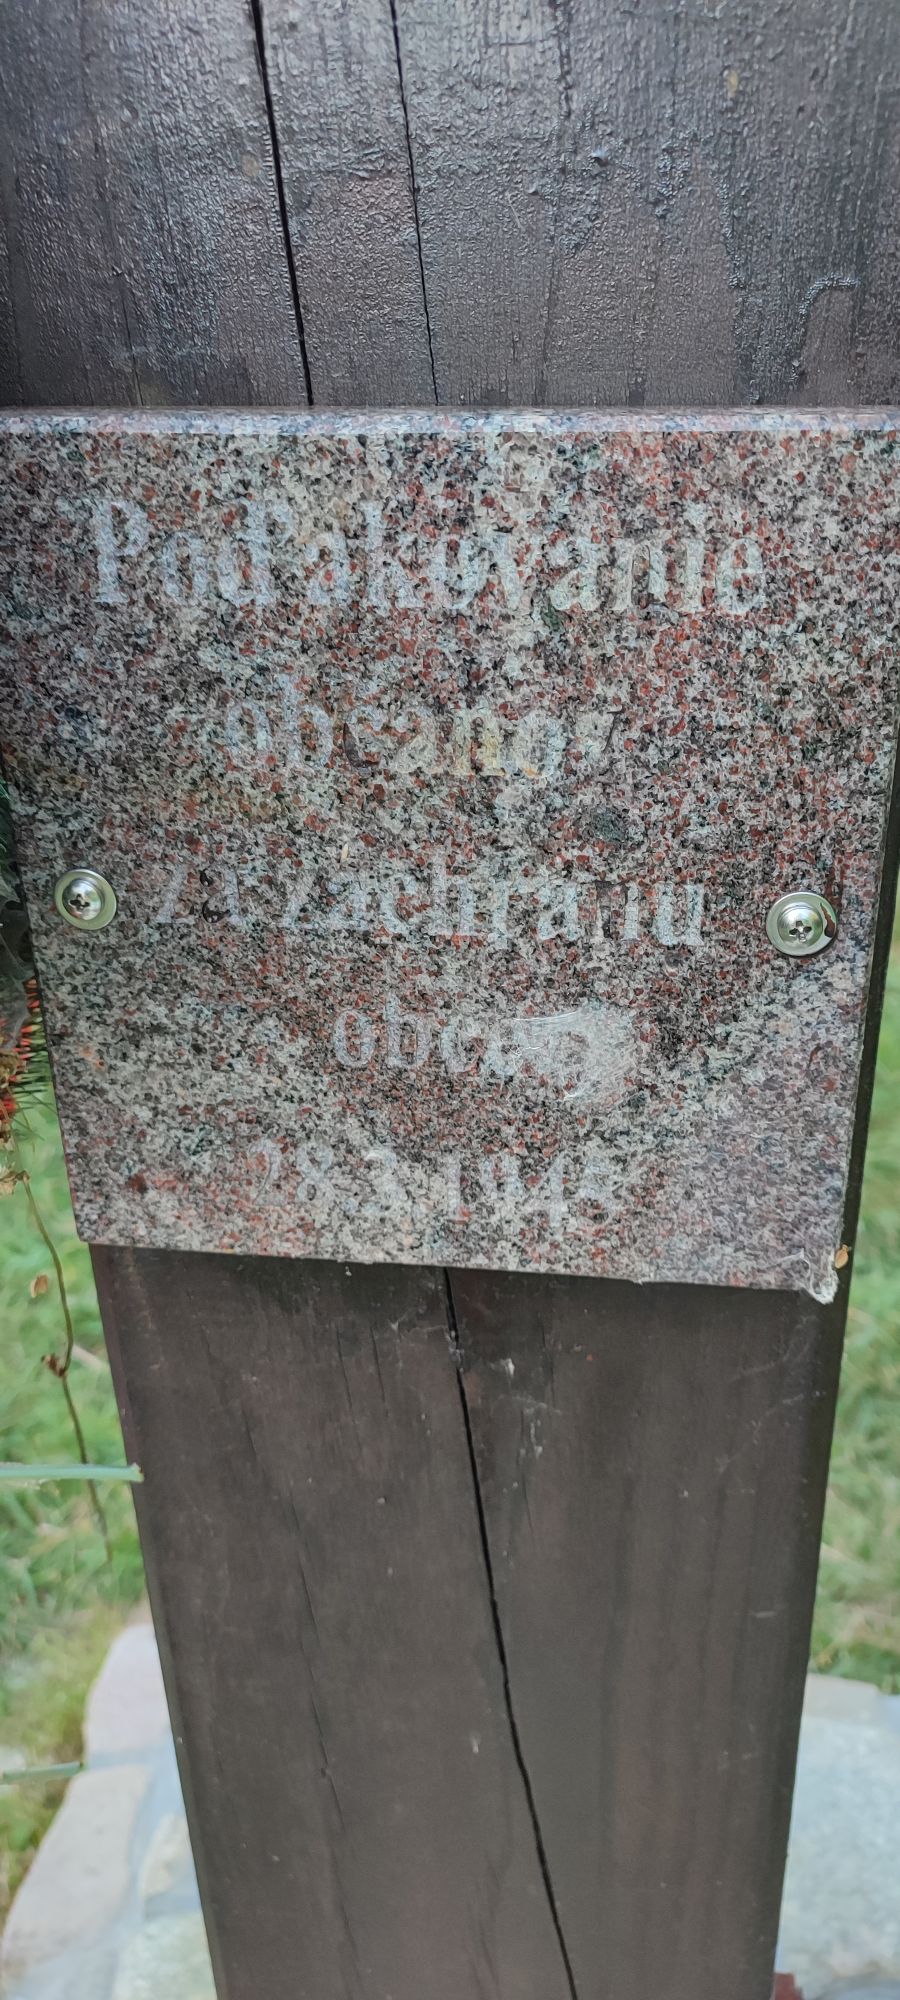 Poďakovanie
občanov
za záchranu
obce
28.3.1945